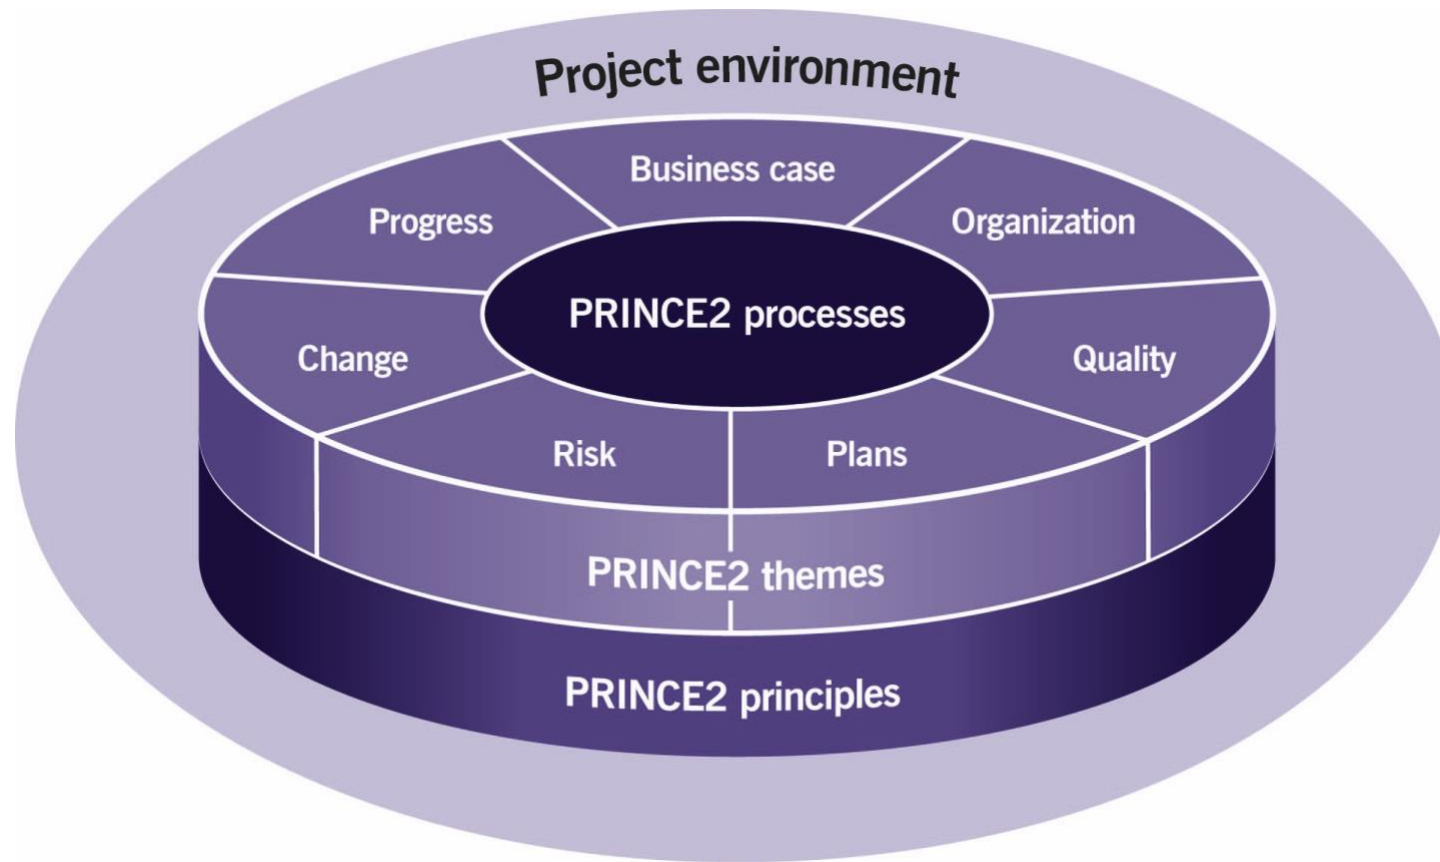 Project environment
Business case
Progress
Organization
PRINCE2 processes
Change
Quality
Risk
Plans
PRINCE2 themes
PRINCE2 principles